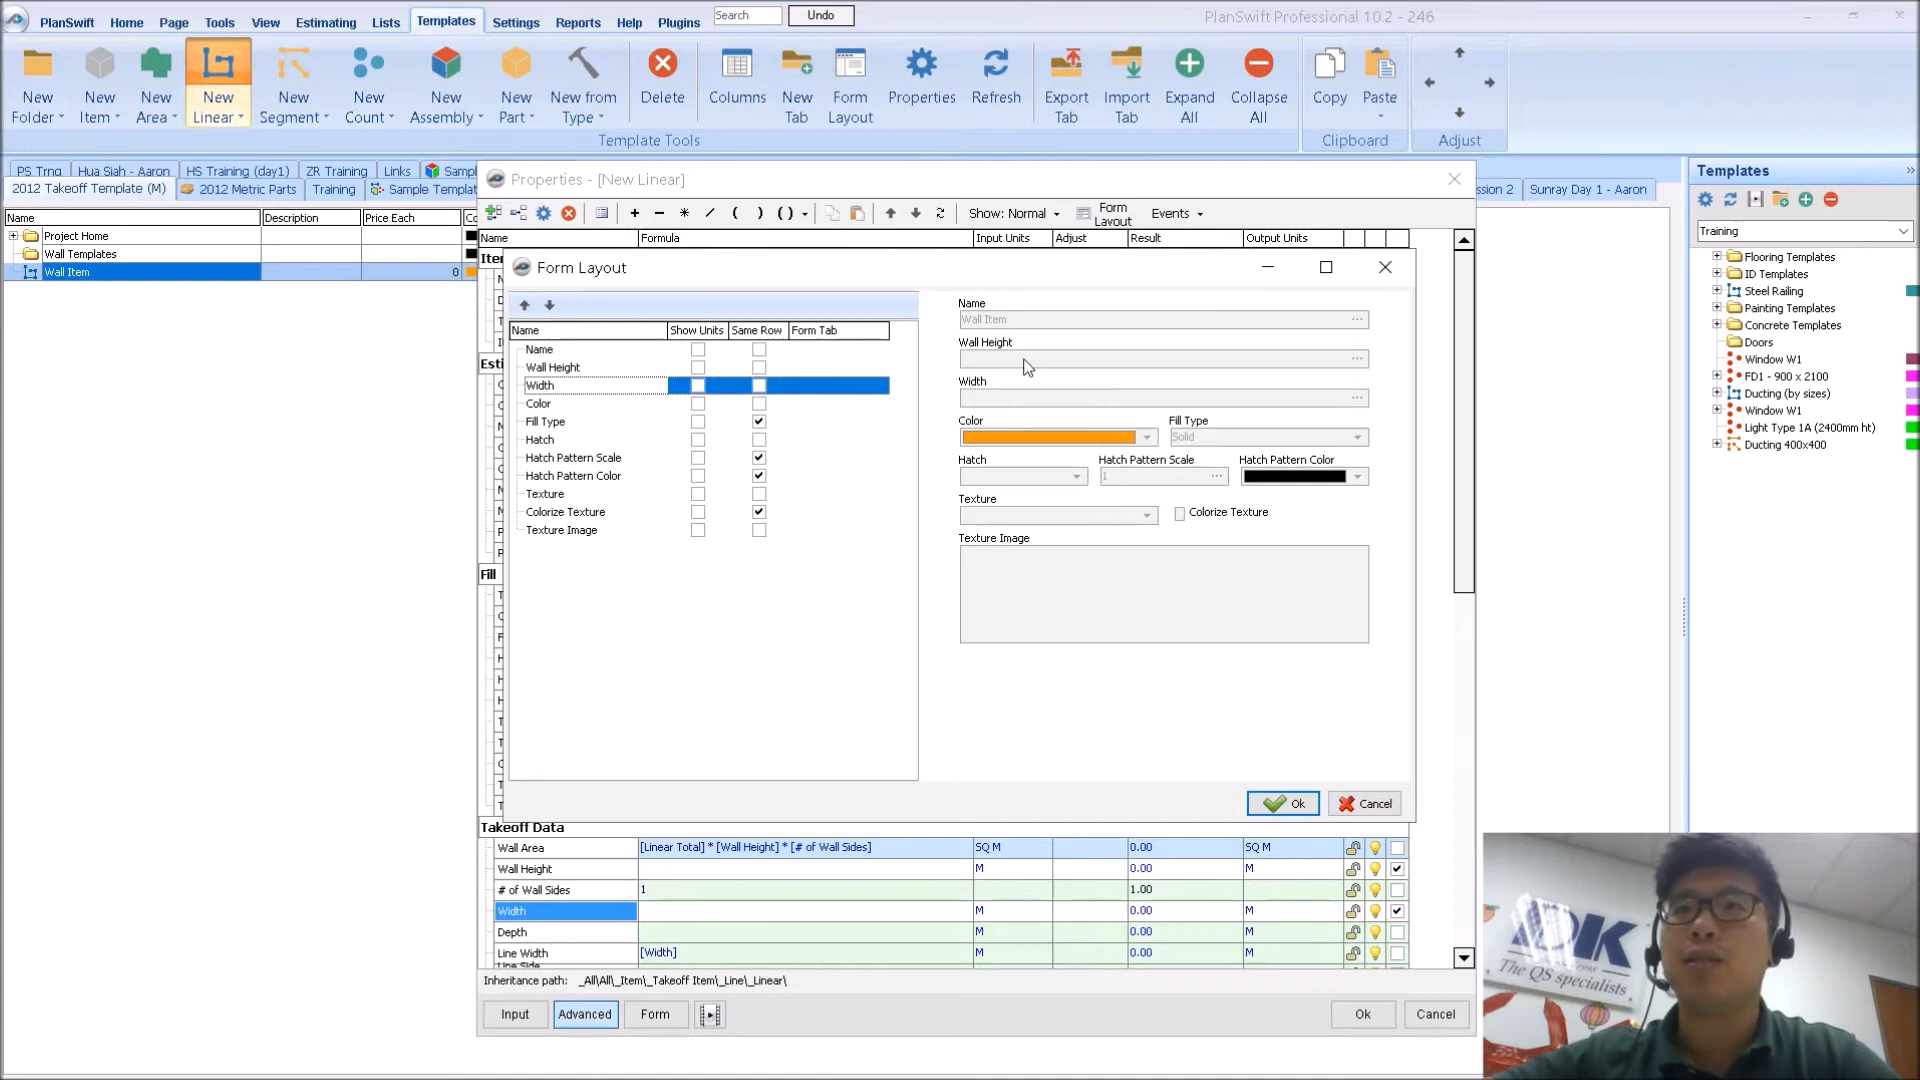 Home Page Tools View Estimating Lists Templates Settings Reports Help Plugins Search Undo PlanSwift Professional 10.2 - 246
PlanSwift
New Folder New Item New Area New Linear New Segment New Count New Assembly New Part New from Type Delete Columns New Tab Form Layout Properties Refresh Export Tab Import Tab Expand All Collapse All Copy Paste
Template Tools Clipboard Adjust
PS Trng Hua Siah - Aaron HS Training (day1) ZR Training Links Sampl
2012 Takeoff Template (M) 2012 Metric Parts Training Sample Templat ssion 2 Sunray Day 1 - Aaron
Name Description Price Each Co
Project Home
Wall Templates
Wall Item 0
Properties - [New Linear]
+ - * / ( ) ( ) Show: Normal Form Layout Events
Name Formula Input Units Adjust Result Output Units
Form Layout
Name Show Units Same Row Form Tab
Name
Wall Height
Width
Color
Fill Type
Hatch
Hatch Pattern Scale
Hatch Pattern Color
Texture
Colorize Texture
Texture Image
Name
Wall Item
Wall Height
Width
Color Fill Type
Solid
Hatch Hatch Pattern Scale Hatch Pattern Color
1
Texture
Colorize Texture
Texture Image
Ok Cancel
Iter
Esti
Fill
Takeoff Data
Wall Area [Linear Total] * [Wall Height] * [# of Wall Sides] SQ M 0.00 SQ M
Wall Height M 0.00 M
# of Wall Sides 1 1.00
Width M 0.00 M
Depth M 0.00 M
Line Width [Width] M 0.00 M
Line Side
Inheritance path: _All\All\_Item\_Takeoff Item\_Line\_Linear\
Input Advanced Form Ok Cancel
Templates
Training
Flooring Templates
ID Templates
Steel Railing
Painting Templates
Concrete Templates
Doors
Window W1
FD1 - 900 x 2100
Ducting (by sizes)
Window W1
Light Type 1A (2400mm ht)
Ducting 400x400
The QS specialists